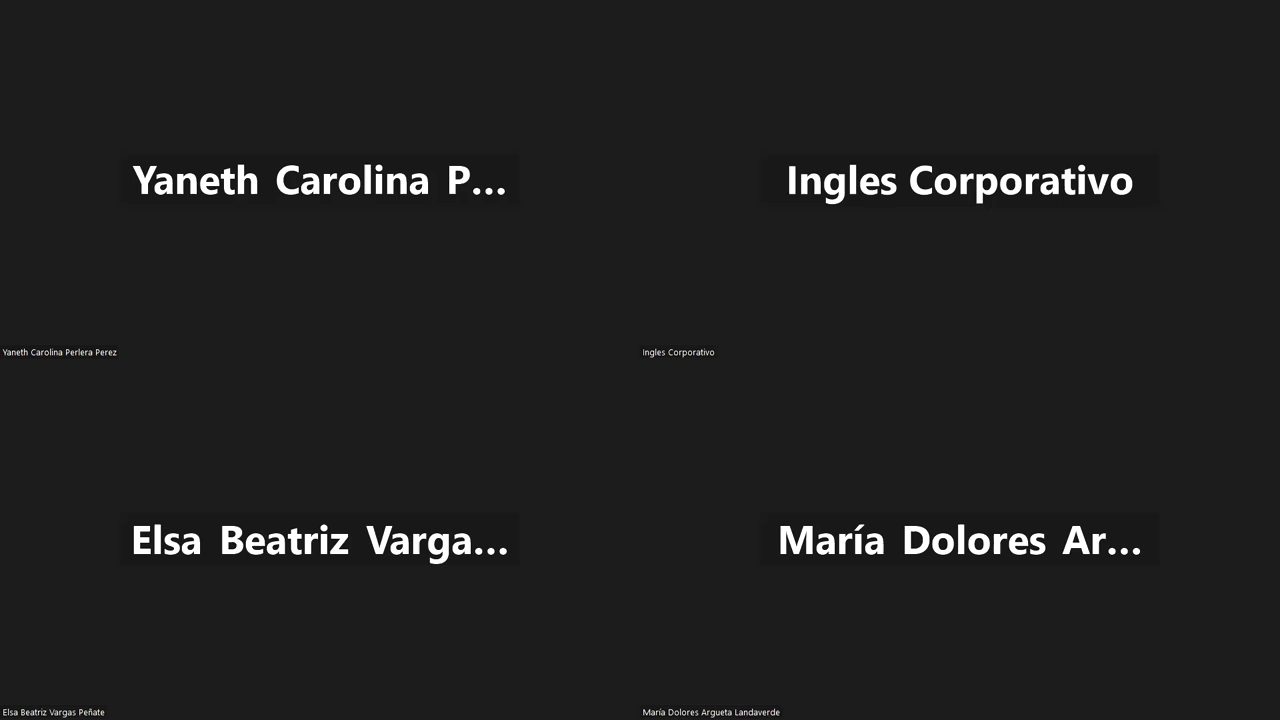 Yaneth Carolina P...
Ingles Corporativo
Yaneth Carolina Perlera Perez
Ingles Corporativo
Elsa Beatriz Varga...
María Dolores Ar...
Elsa Beatriz Vargas Peñate
María Dolores Argueta Landaverde